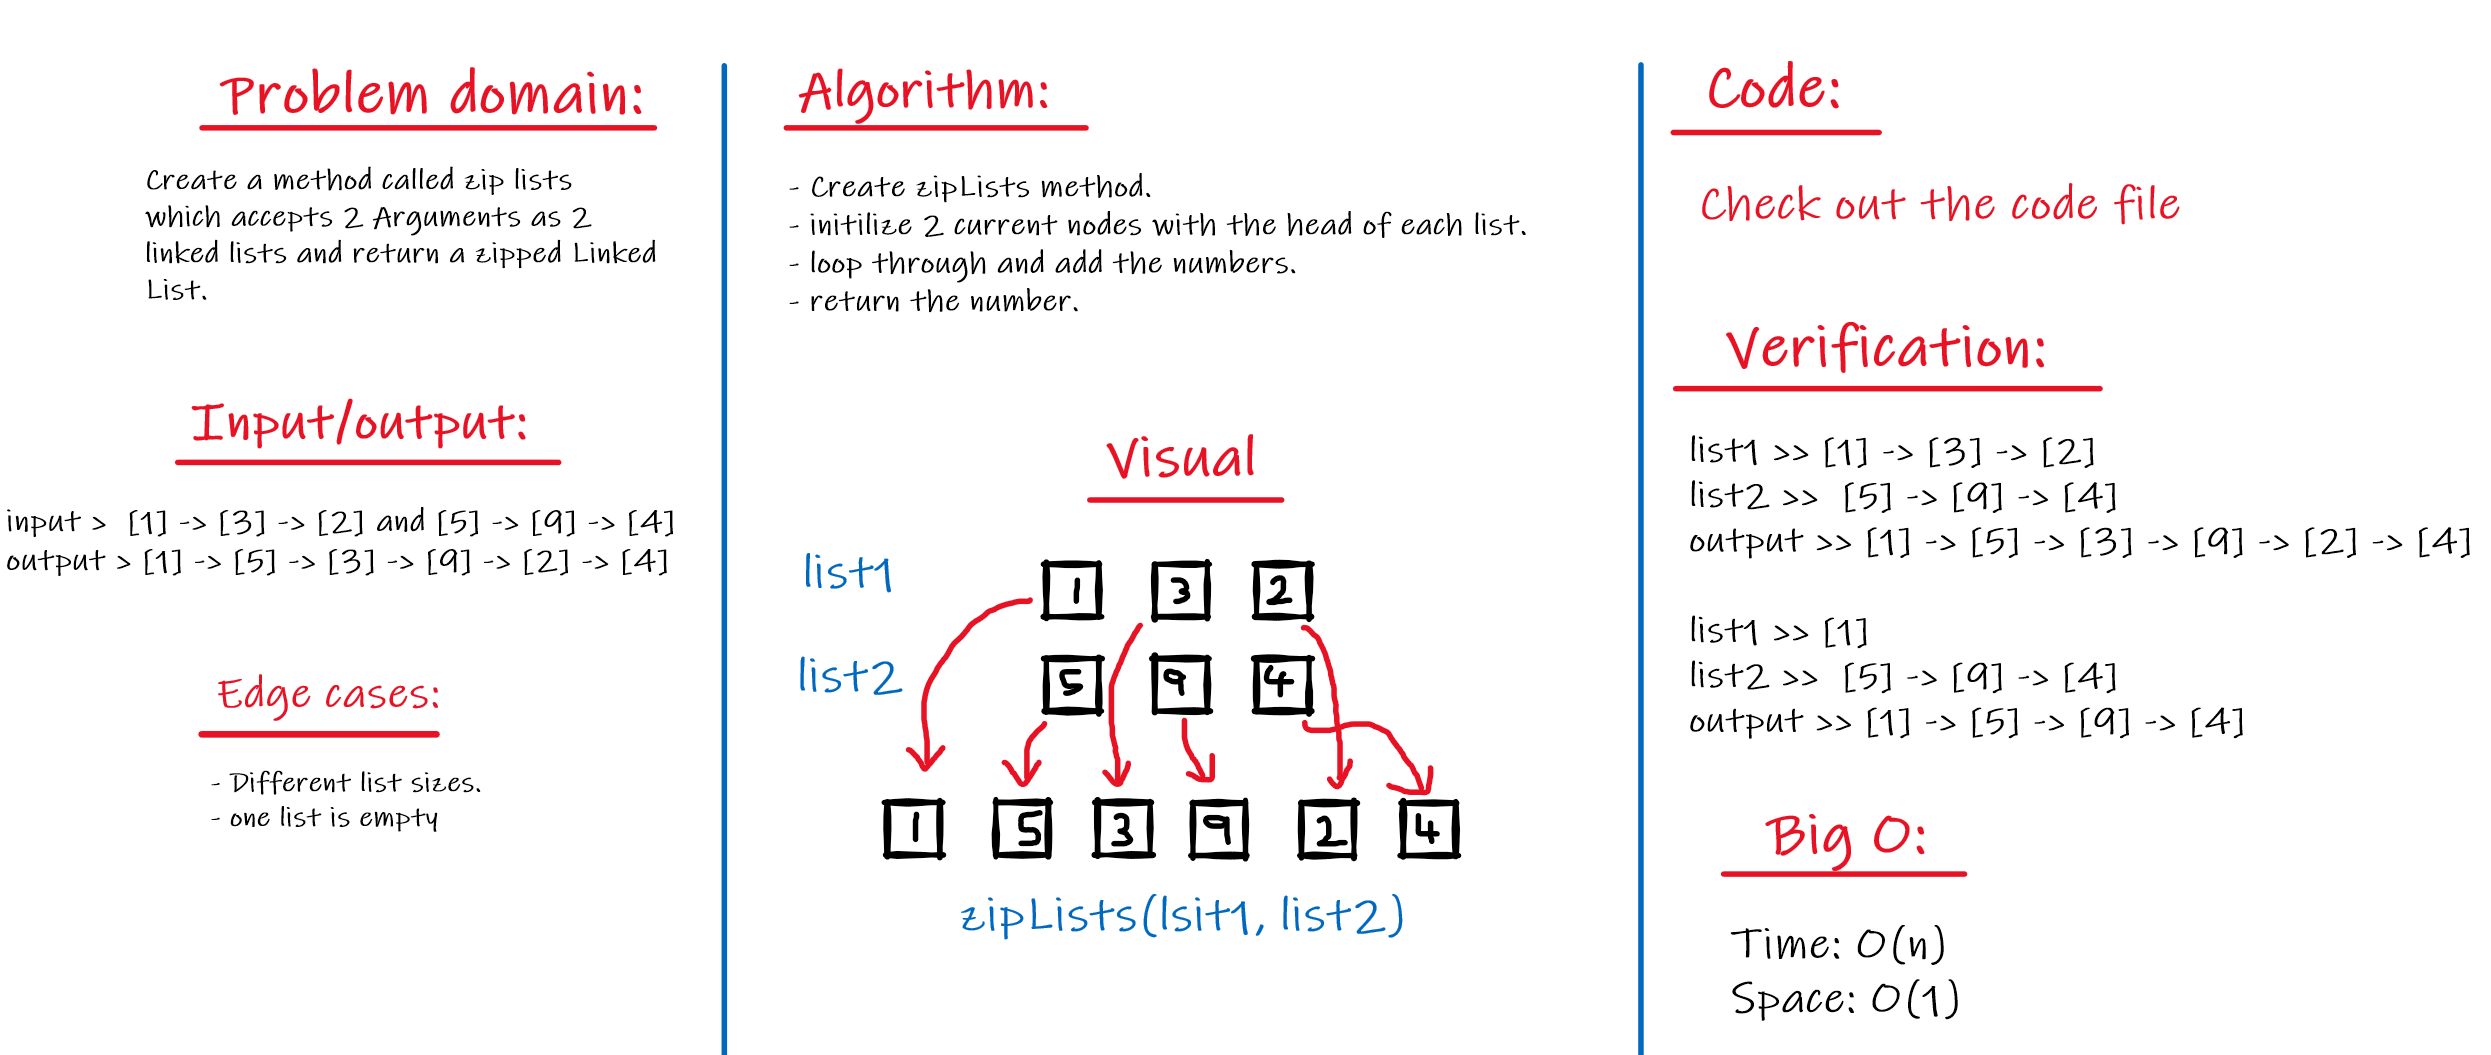 Problem domain:
Create a method called zip lists
which accepts 2 Arguments as 2
linked lists and return a zipped Linked
List.
Input/output:
input > [1] -> [3] -> [2] and [5] -> [9] -> [4]
output > [1] -> [5] -> [3] -> [9] -> [2] -> [4]
Edge cases:
- Different list sizes.
- one list is empty
Algorithm:
- Create zipLists method.
- initilize 2 current nodes with the head of each list.
- loop through and add the numbers.
- return the number.
Visual
list1
1 3 2
list2
5 9 4
1 5 3 9 2 4
zipLists(lsit1, list2)
Code:
Check out the code file
Verification:
list1 >> [1] -> [3] -> [2]
list2 >> [5] -> [9] -> [4]
output >> [1] -> [5] -> [3] -> [9] -> [2] -> [4]
list1 >> [1]
list2 >> [5] -> [9] -> [4]
output >> [1] -> [5] -> [9] -> [4]
Big O:
Time: O(n)
Space: O(1)